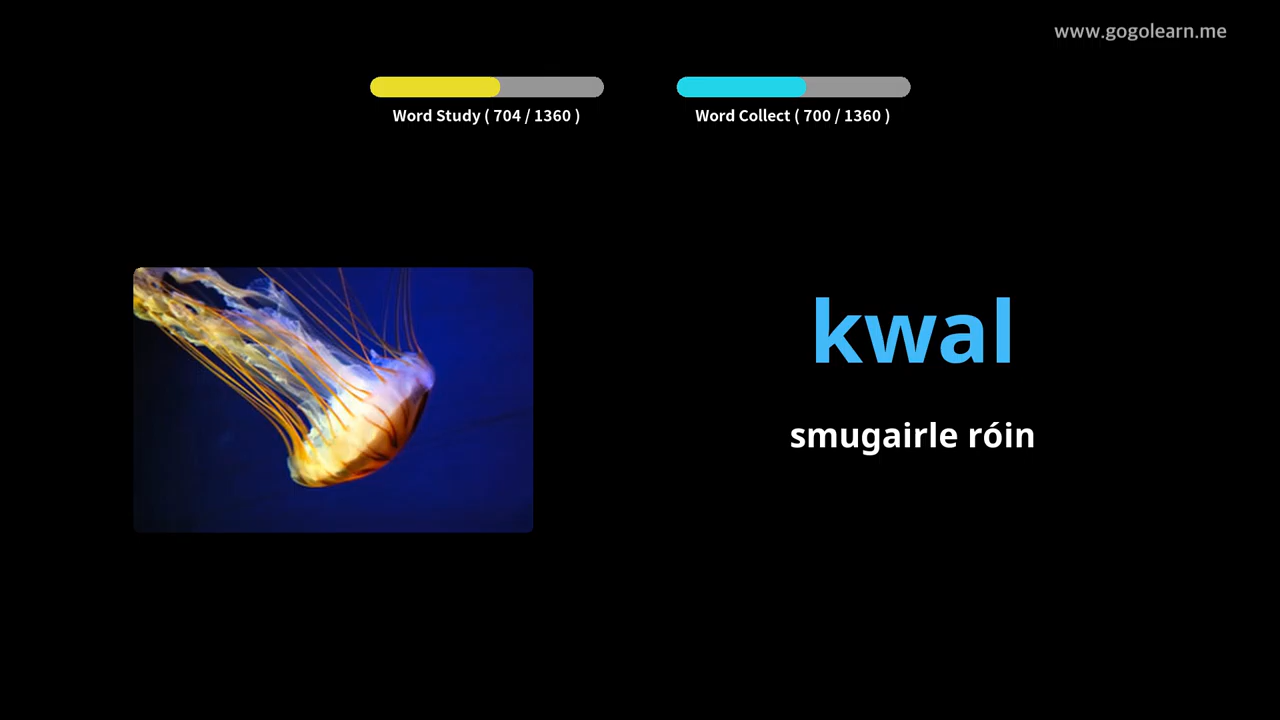 www.gogolearn.me
Word Study ( 704 / 1360 )
Word Collect ( 700 / 1360 )
kwal
smugairle róin